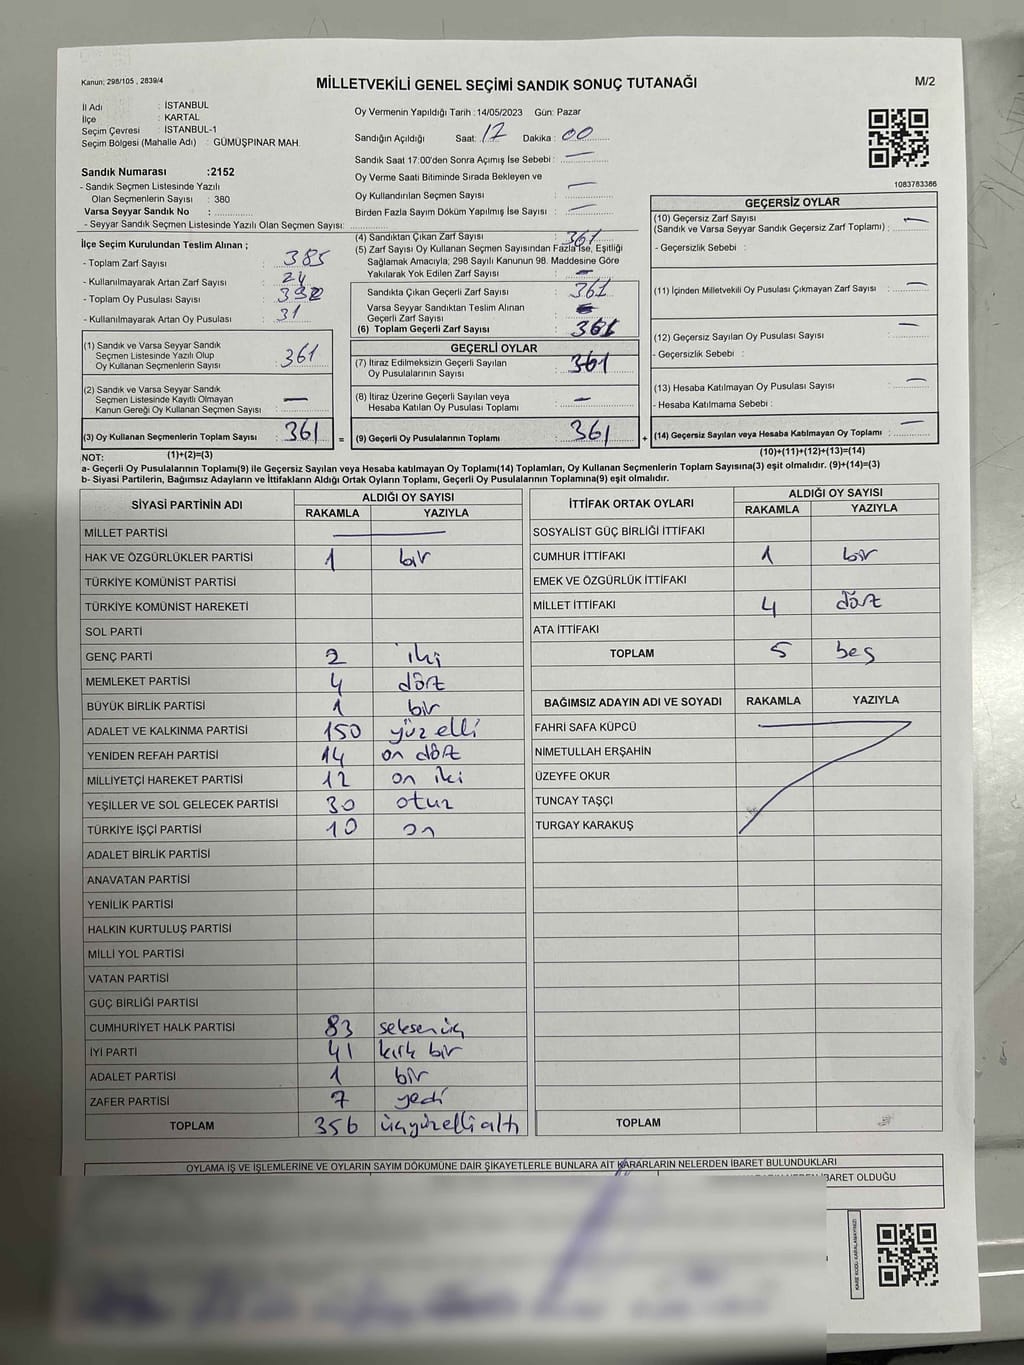 Kanun; 298/105 , 2839/4
MİLLETVEKİLİ GENEL SEÇİMİ SANDIK SONUÇ TUTANAĞI
M/2
İl Adı : İSTANBUL
İlçe : KARTAL
Seçim Çevresi : İSTANBUL-1
Seçim Bölgesi (Mahalle Adı) : GÜMÜŞPINAR MAH.
Sandık Numarası :2152
- Sandık Seçmen Listesinde Yazılı
Olan Seçmenlerin Sayısı : 380
Varsa Seyyar Sandık No :
- Seyyar Sandık Seçmen Listesinde Yazılı Olan Seçmen Sayısı:
Oy Vermenin Yapıldığı Tarih : 14/05/2023 Gün: Pazar
Sandığın Açıldığı Saat: 17 Dakika : 00
Sandık Saat 17:00'den Sonra Açımış İse Sebebi : —
Oy Verme Saati Bitiminde Sırada Bekleyen ve
Oy Kullandırılan Seçmen Sayısı —
Birden Fazla Sayım Döküm Yapılmış İse Sayısı : —
1083783366
İlçe Seçim Kurulundan Teslim Alınan ;
- Toplam Zarf Sayısı : 385
- Kullanılmayarak Artan Zarf Sayısı : 24
- Toplam Oy Pusulası Sayısı : 392
- Kullanılmayarak Artan Oy Pusulası : 31
(1) Sandık ve Varsa Seyyar Sandık
Seçmen Listesinde Yazılı Olup
Oy Kullanan Seçmenlerin Sayısı : 361
(2) Sandık ve Varsa Seyyar Sandık
Seçmen Listesinde Kayıtlı Olmayan
Kanun Gereği Oy Kullanan Seçmen Sayısı : —
(3) Oy Kullanan Seçmenlerin Toplam Sayısı : 361 =
(4) Sandıktan Çıkan Zarf Sayısı : 361
(5) Zarf Sayısı Oy Kullanan Seçmen Sayısından Fazla İse, Eşitliği
Sağlamak Amacıyla; 298 Sayılı Kanunun 98. Maddesine Göre
Yakılarak Yok Edilen Zarf Sayısı : —
Sandıkta Çıkan Geçerli Zarf Sayısı : 361
Varsa Seyyar Sandıktan Teslim Alınan
Geçerli Zarf Sayısı : —
(6) Toplam Geçerli Zarf Sayısı : 361
GEÇERLİ OYLAR
(7) İtiraz Edilmeksizin Geçerli Sayılan
Oy Pusulalarının Sayısı : 361
(8) İtiraz Üzerine Geçerli Sayılan veya
Hesaba Katılan Oy Pusulası Toplamı : —
(9) Geçerli Oy Pusulalarının Toplamı : 361 +
GEÇERSİZ OYLAR
(10) Geçersiz Zarf Sayısı
(Sandık ve Varsa Seyyar Sandık Geçersiz Zarf Toplamı) : —
- Geçersizlik Sebebi :
(11) İçinden Milletvekili Oy Pusulası Çıkmayan Zarf Sayısı : —
(12) Geçersiz Sayılan Oy Pusulası Sayısı : —
- Geçersizlik Sebebi :
(13) Hesaba Katılmayan Oy Pusulası Sayısı : —
- Hesaba Katılmama Sebebi :
(14) Geçersiz Sayılan veya Hesaba Katılmayan Oy Toplamı : —
NOT: (1)+(2)=(3) (10)+(11)+(12)+(13)=(14)
a- Geçerli Oy Pusulalarının Toplamı(9) ile Geçersiz Sayılan veya Hesaba katılmayan Oy Toplamı(14) Toplamları, Oy Kullanan Seçmenlerin Toplam Sayısına(3) eşit olmalıdır. (9)+(14)=(3)
b- Siyasi Partilerin, Bağımsız Adayların ve İttifakların Aldığı Ortak Oyların Toplamı, Geçerli Oy Pusulalarının Toplamına(9) eşit olmalıdır.
SİYASİ PARTİNİN ADI ALDIĞI OY SAYISI
RAKAMLA YAZIYLA
MİLLET PARTİSİ —
HAK VE ÖZGÜRLÜKLER PARTİSİ 1 bir
TÜRKİYE KOMÜNİST PARTİSİ
TÜRKİYE KOMÜNİST HAREKETİ
SOL PARTİ
GENÇ PARTİ 2 iki
MEMLEKET PARTİSİ 4 dört
BÜYÜK BİRLİK PARTİSİ 1 bir
ADALET VE KALKINMA PARTİSİ 150 yüz elli
YENİDEN REFAH PARTİSİ 14 on dört
MİLLİYETÇİ HAREKET PARTİSİ 12 on iki
YEŞİLLER VE SOL GELECEK PARTİSİ 30 otuz
TÜRKİYE İŞÇİ PARTİSİ 10 on
ADALET BİRLİK PARTİSİ
ANAVATAN PARTİSİ
YENİLİK PARTİSİ
HALKIN KURTULUŞ PARTİSİ
MİLLİ YOL PARTİSİ
VATAN PARTİSİ
GÜÇ BİRLİĞİ PARTİSİ
CUMHURİYET HALK PARTİSİ 83 seksenüç
İYİ PARTİ 41 kırk bir
ADALET PARTİSİ 1 bir
ZAFER PARTİSİ 7 yedi
TOPLAM 356 üçyüzellialtı
İTTİFAK ORTAK OYLARI ALDIĞI OY SAYISI
RAKAMLA YAZIYLA
SOSYALİST GÜÇ BİRLİĞİ İTTİFAKI
CUMHUR İTTİFAKI 1 bir
EMEK VE ÖZGÜRLÜK İTTİFAKI
MİLLET İTTİFAKI 4 dört
ATA İTTİFAKI
TOPLAM 5 beş
BAĞIMSIZ ADAYIN ADI VE SOYADI RAKAMLA YAZIYLA
FAHRİ SAFA KÜPCÜ
NİMETULLAH ERŞAHİN
ÜZEYFE OKUR
TUNCAY TAŞÇI
TURGAY KARAKUŞ
TOPLAM
OYLAMA İŞ VE İŞLEMLERİNE VE OYLARIN SAYIM DÖKÜMÜNE DAİR ŞİKAYETLERLE BUNLARA AİT KARARLARIN NELERDEN İBARET BULUNDUKLARI
İBARET OLDUĞU
KARE KODU KARALAMAYINIZ!